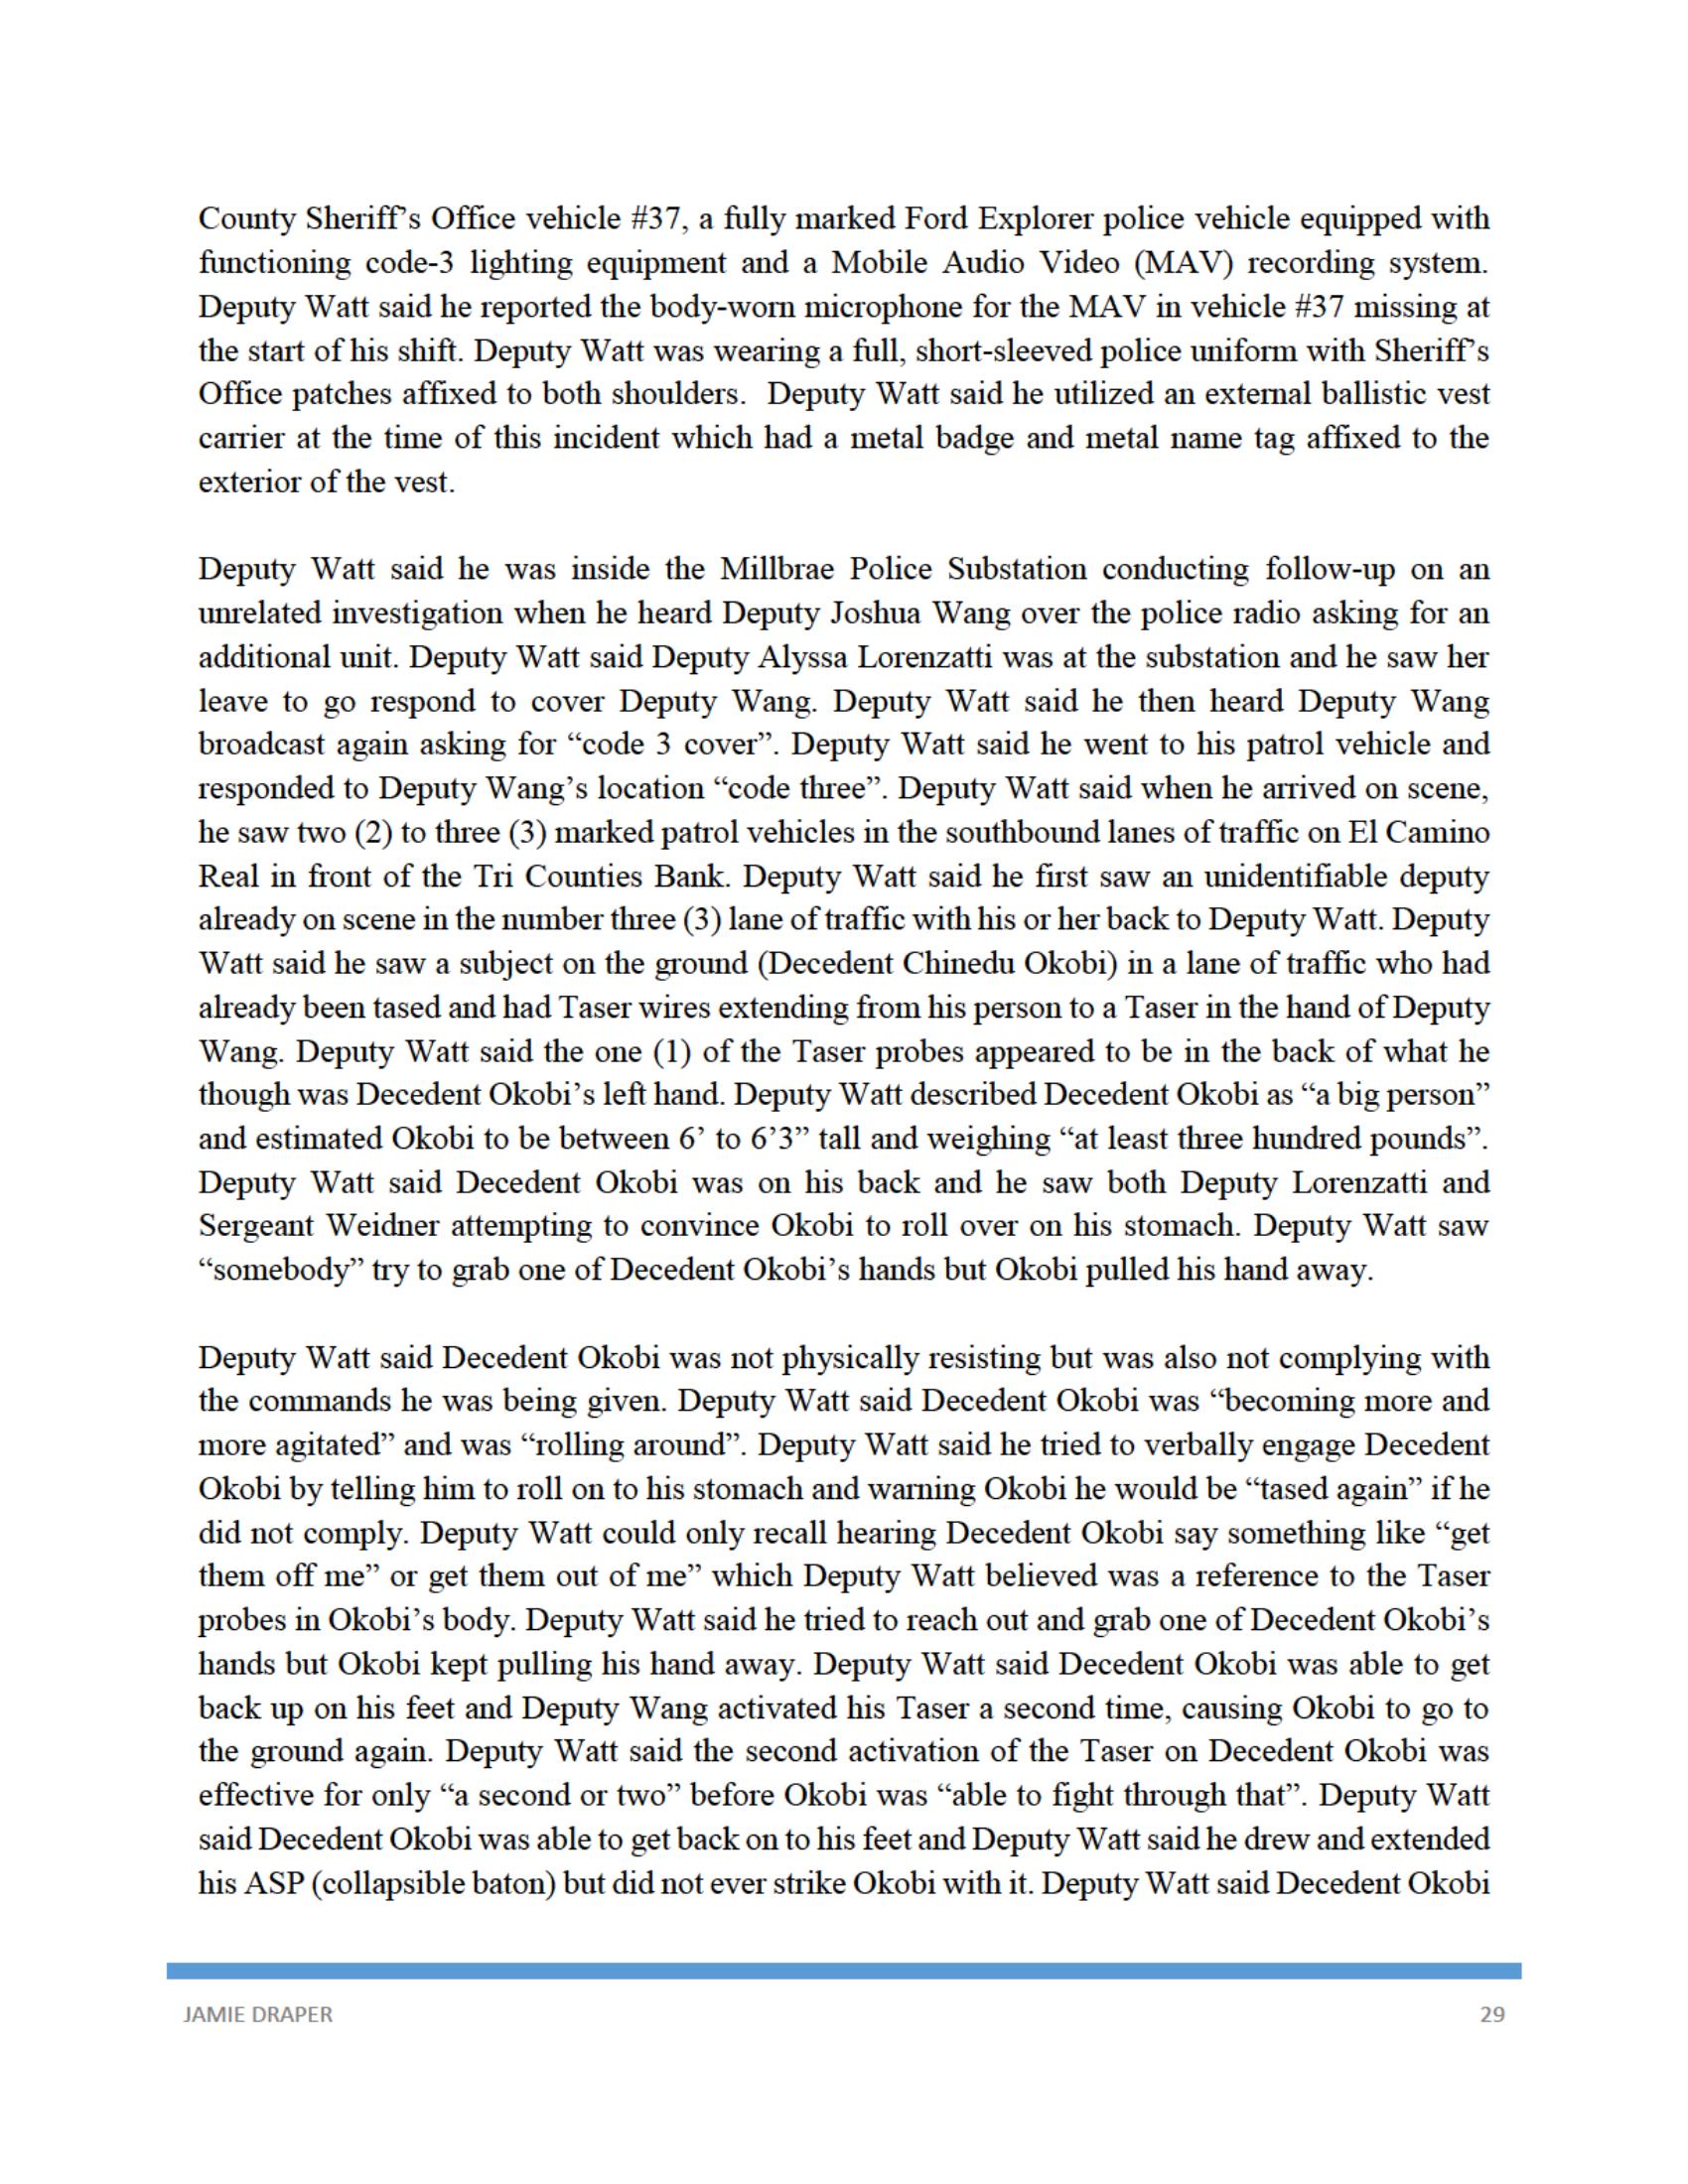 County Sheriff’s Office vehicle #37, a fully marked Ford Explorer police vehicle equipped with
functioning code-3 lighting equipment and a Mobile Audio Video (MAV) recording system.
Deputy Watt said he reported the body-worn microphone for the MAV in vehicle #37 missing at
the start of his shift. Deputy Watt was wearing a full, short-sleeved police uniform with Sheriff’s
Office patches affixed to both shoulders.  Deputy Watt said he utilized an external ballistic vest
carrier at the time of this incident which had a metal badge and metal name tag affixed to the
exterior of the vest.
Deputy Watt said he was inside the Millbrae Police Substation conducting follow-up on an
unrelated investigation when he heard Deputy Joshua Wang over the police radio asking for an
additional unit. Deputy Watt said Deputy Alyssa Lorenzatti was at the substation and he saw her
leave to go respond to cover Deputy Wang. Deputy Watt said he then heard Deputy Wang
broadcast again asking for “code 3 cover”. Deputy Watt said he went to his patrol vehicle and
responded to Deputy Wang’s location “code three”. Deputy Watt said when he arrived on scene,
he saw two (2) to three (3) marked patrol vehicles in the southbound lanes of traffic on El Camino
Real in front of the Tri Counties Bank. Deputy Watt said he first saw an unidentifiable deputy
already on scene in the number three (3) lane of traffic with his or her back to Deputy Watt. Deputy
Watt said he saw a subject on the ground (Decedent Chinedu Okobi) in a lane of traffic who had
already been tased and had Taser wires extending from his person to a Taser in the hand of Deputy
Wang. Deputy Watt said the one (1) of the Taser probes appeared to be in the back of what he
though was Decedent Okobi’s left hand. Deputy Watt described Decedent Okobi as “a big person”
and estimated Okobi to be between 6’ to 6’3” tall and weighing “at least three hundred pounds”.
Deputy Watt said Decedent Okobi was on his back and he saw both Deputy Lorenzatti and
Sergeant Weidner attempting to convince Okobi to roll over on his stomach. Deputy Watt saw
“somebody” try to grab one of Decedent Okobi’s hands but Okobi pulled his hand away.
Deputy Watt said Decedent Okobi was not physically resisting but was also not complying with
the commands he was being given. Deputy Watt said Decedent Okobi was “becoming more and
more agitated” and was “rolling around”. Deputy Watt said he tried to verbally engage Decedent
Okobi by telling him to roll on to his stomach and warning Okobi he would be “tased again” if he
did not comply. Deputy Watt could only recall hearing Decedent Okobi say something like “get
them off me” or get them out of me” which Deputy Watt believed was a reference to the Taser
probes in Okobi’s body. Deputy Watt said he tried to reach out and grab one of Decedent Okobi’s
hands but Okobi kept pulling his hand away. Deputy Watt said Decedent Okobi was able to get
back up on his feet and Deputy Wang activated his Taser a second time, causing Okobi to go to
the ground again. Deputy Watt said the second activation of the Taser on Decedent Okobi was
effective for only “a second or two” before Okobi was “able to fight through that”. Deputy Watt
said Decedent Okobi was able to get back on to his feet and Deputy Watt said he drew and extended
his ASP (collapsible baton) but did not ever strike Okobi with it. Deputy Watt said Decedent Okobi
JAMIE DRAPER 29